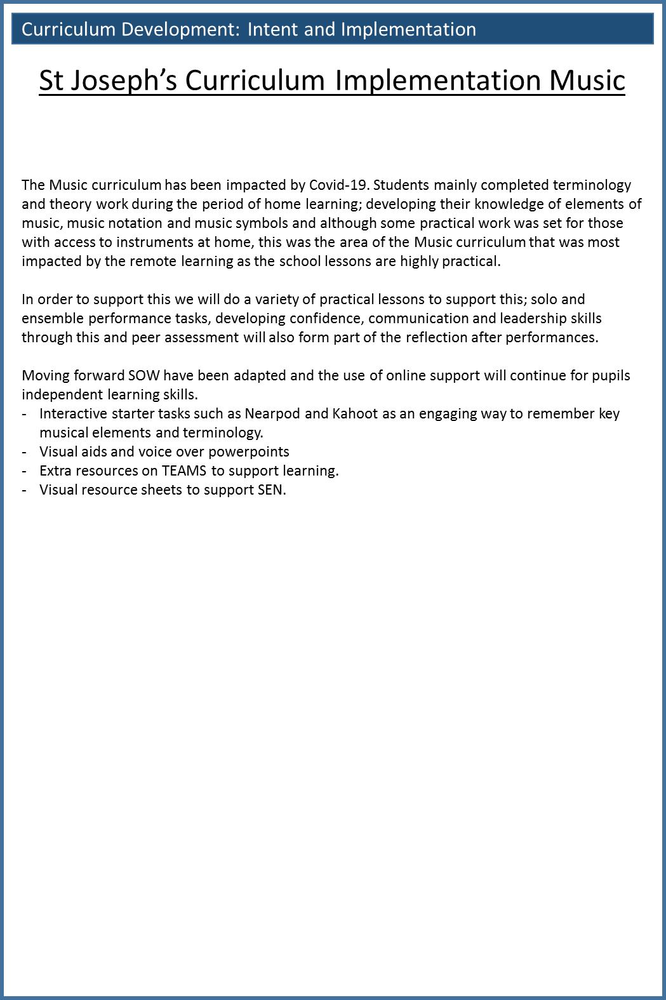 Curriculum Development: Intent and Implementation
St Joseph’s Curriculum Implementation Music
The Music curriculum has been impacted by Covid-19. Students mainly completed terminology
and theory work during the period of home learning; developing their knowledge of elements of
music, music notation and music symbols and although some practical work was set for those
with access to instruments at home, this was the area of the Music curriculum that was most
impacted by the remote learning as the school lessons are highly practical.
In order to support this we will do a variety of practical lessons to support this; solo and
ensemble performance tasks, developing confidence, communication and leadership skills
through this and peer assessment will also form part of the reflection after performances.
Moving forward SOW have been adapted and the use of online support will continue for pupils
independent learning skills.
- Interactive starter tasks such as Nearpod and Kahoot as an engaging way to remember key
musical elements and terminology.
- Visual aids and voice over powerpoints
- Extra resources on TEAMS to support learning.
- Visual resource sheets to support SEN.